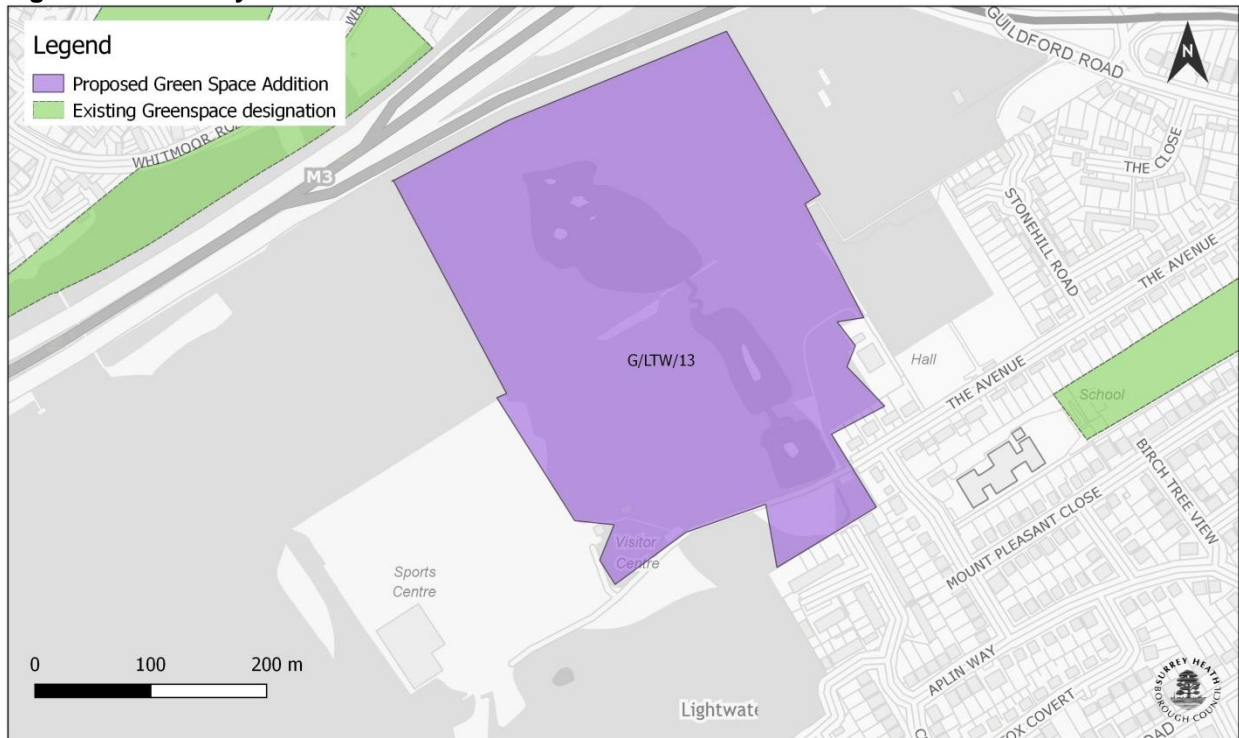 Legend
Proposed Green Space Addition
Existing Greenspace designation
N
GUILDFORD ROAD
WHITMOOR
M3
THE CLOSE
STONEHILL ROAD
THE AVENUE
G/LTW/13
Hall
THE AVENUE
School
BIRCH TREE VIEW
MOUNT PLEASANT CLOSE
Visitor
Centre
Sports
Centre
0 100 200 m
APLIN WAY
COVERT
ROAD
Lightwate
SURREY HEATH
BOROUGH COUNCIL